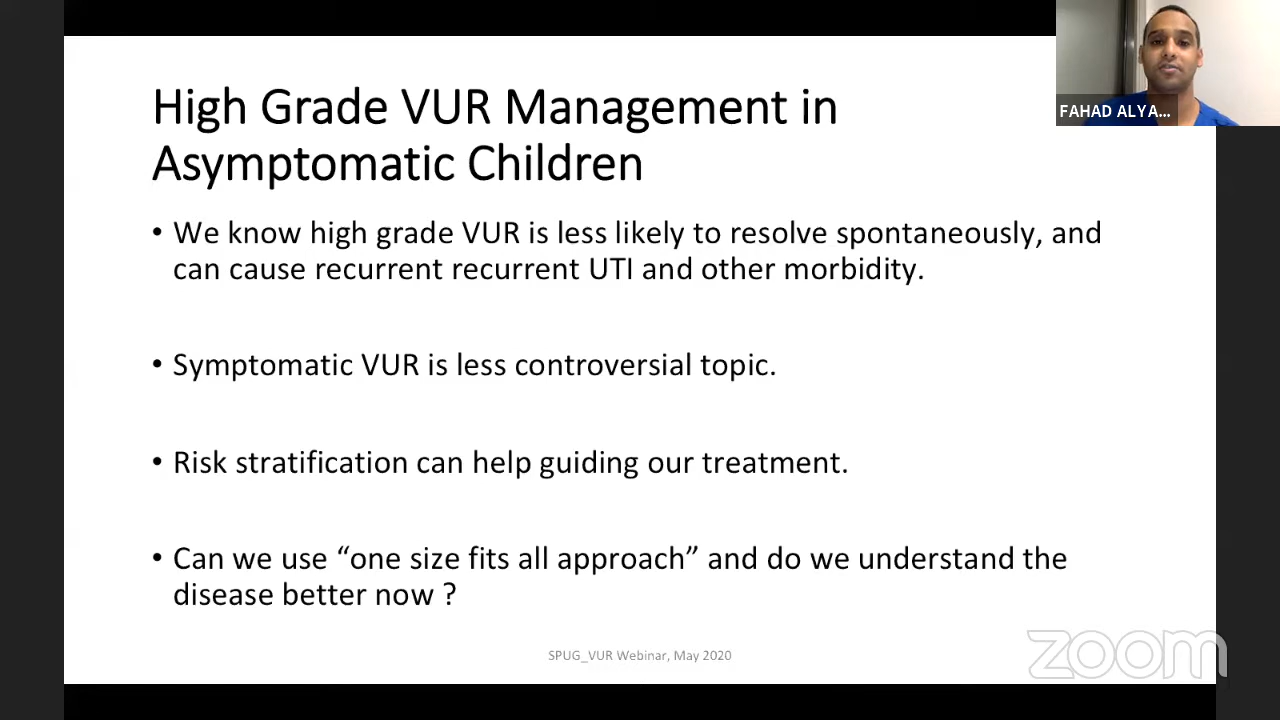 High Grade VUR Management in
Asymptomatic Children
FAHAD ALYA...
• We know high grade VUR is less likely to resolve spontaneously, and
can cause recurrent recurrent UTI and other morbidity.
• Symptomatic VUR is less controversial topic.
• Risk stratification can help guiding our treatment.
• Can we use “one size fits all approach” and do we understand the
disease better now ?
SPUG_VUR Webinar, May 2020
zoom